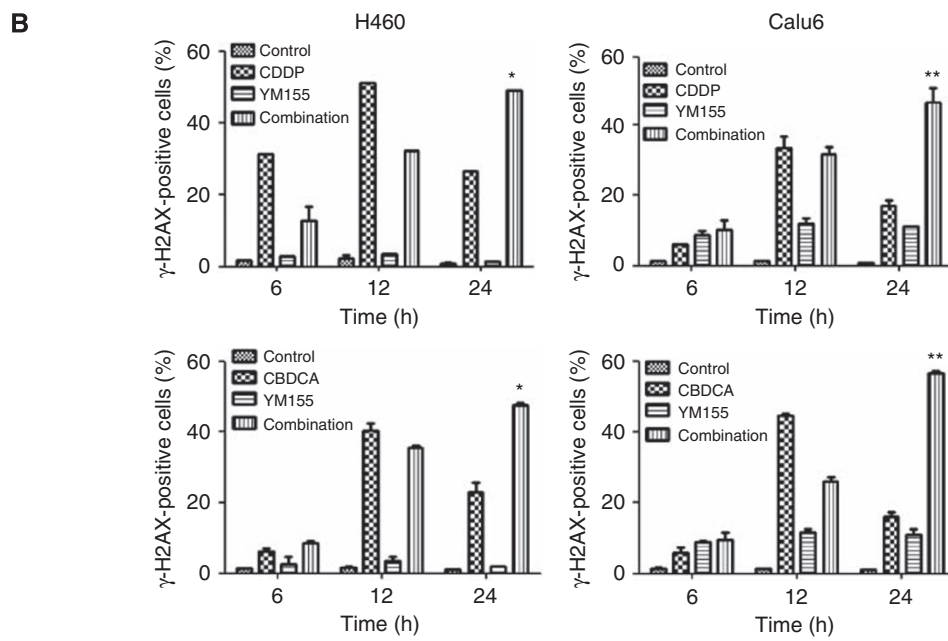 B
H460
γ-H2AX-positive cells (%)
60
40
20
0
Control
CDDP
YM155
Combination
*
6 12 24
Time (h)
Calu6
γ-H2AX-positive cells (%)
60
40
20
0
Control
CDDP
YM155
Combination
**
6 12 24
Time (h)
γ-H2AX-positive cells (%)
60
40
20
0
Control
CBDCA
YM155
Combination
*
6 12 24
Time (h)
γ-H2AX-positive cells (%)
60
40
20
0
Control
CBDCA
YM155
Combination
**
6 12 24
Time (h)